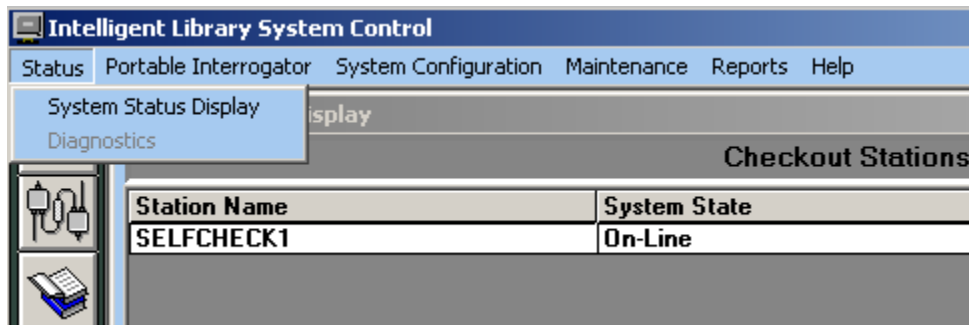 Intelligent Library System Control
Status Portable Interrogator System Configuration Maintenance Reports Help
System Status Display
Diagnostics
splay
Checkout Stations
Station Name System State
SELFCHECK1 On-Line